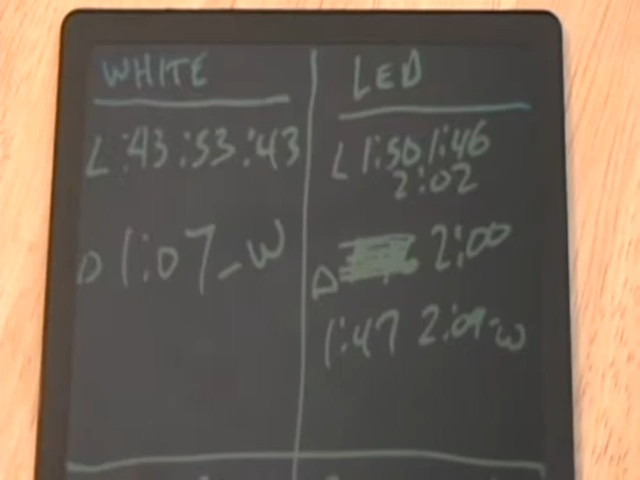 WHITE
L :43 :53 :43
D 1:07 - W
LED
L 1:50 1:46
2:02
D 2:00
1:47 2:09-W